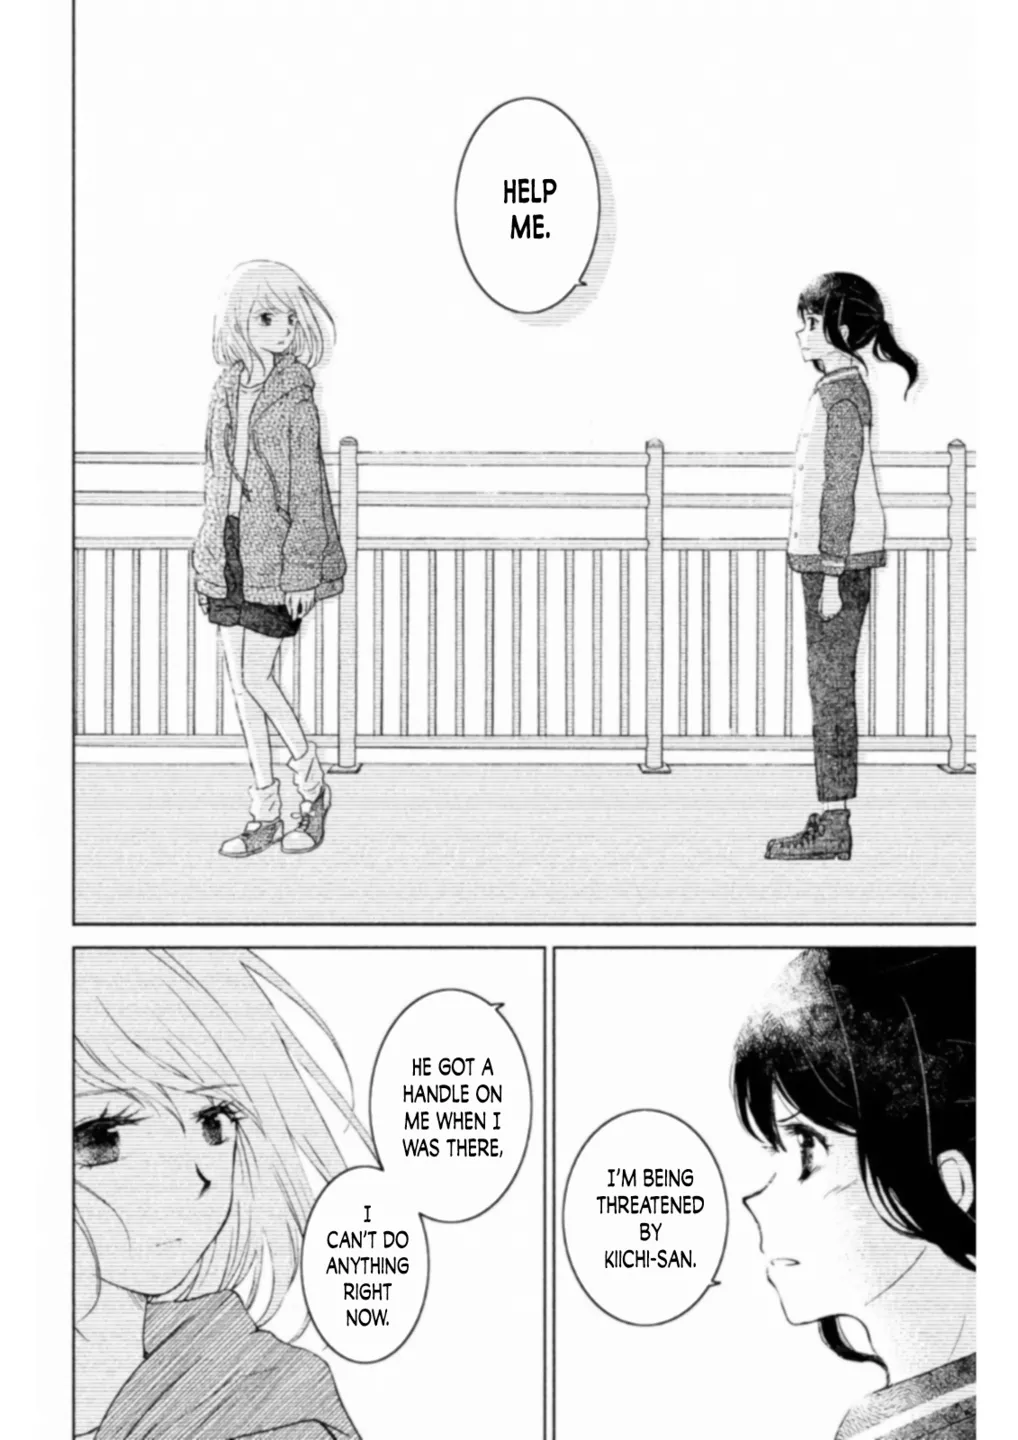 HELP
ME.
I'M BEING
THREATENED
BY
KIICHI-SAN.
HE GOT A
HANDLE ON
ME WHEN I
WAS THERE,
I
CAN'T DO
ANYTHING
RIGHT
NOW.